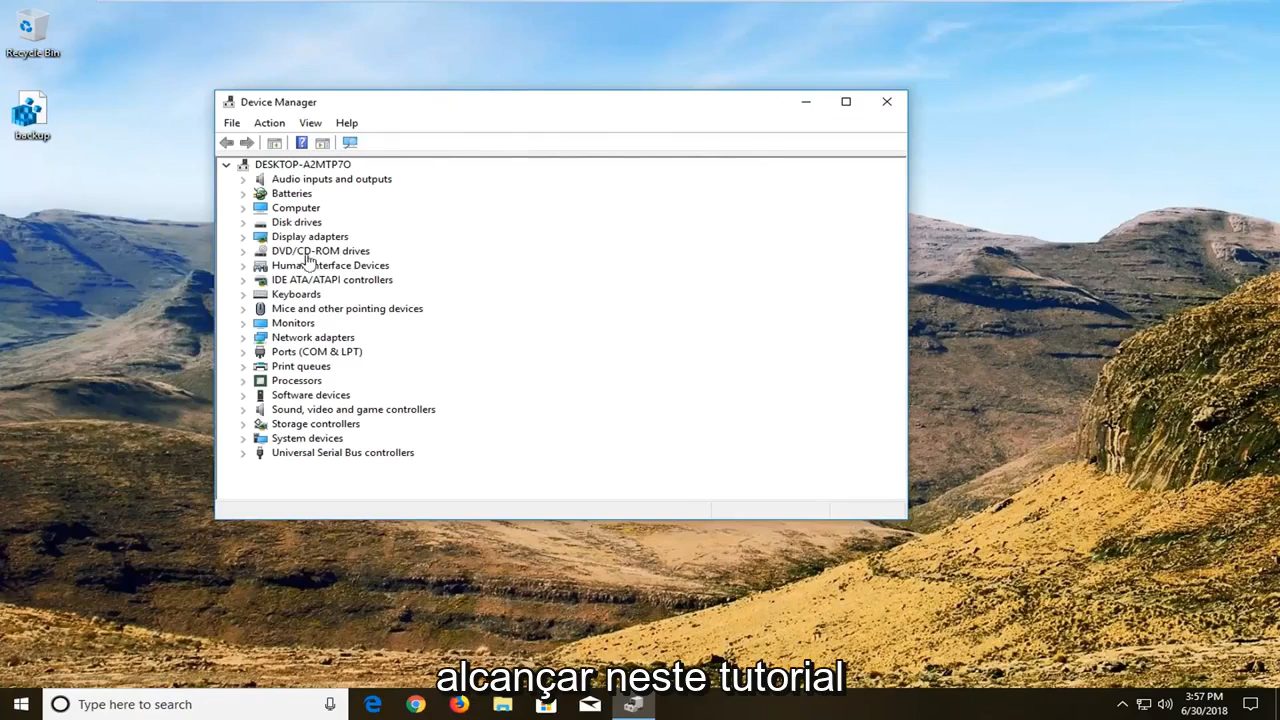 Recycle Bin
backup
Device Manager
File Action View Help
DESKTOP-A2MTP7O
Audio inputs and outputs
Batteries
Computer
Disk drives
Display adapters
DVD/CD-ROM drives
Human Interface Devices
IDE ATA/ATAPI controllers
Keyboards
Mice and other pointing devices
Monitors
Network adapters
Ports (COM & LPT)
Print queues
Processors
Software devices
Sound, video and game controllers
Storage controllers
System devices
Universal Serial Bus controllers
alcançar neste tutorial
Type here to search
3:57 PM
6/30/2018